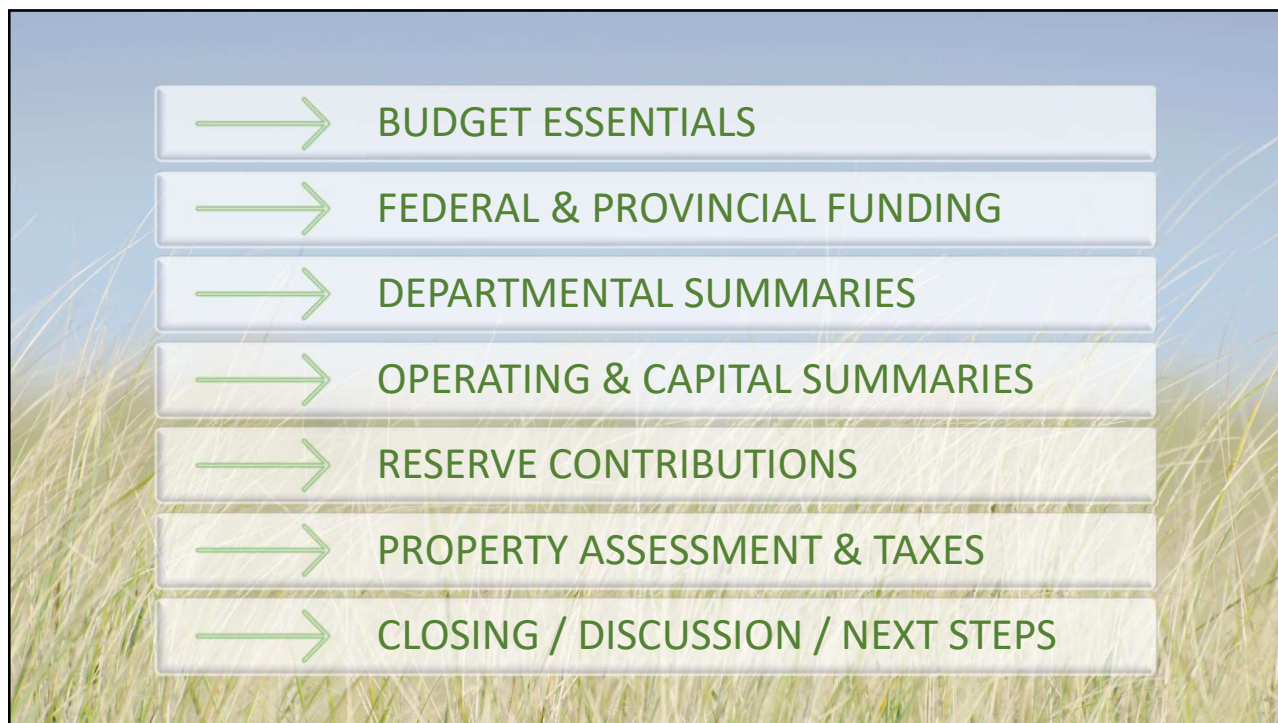 BUDGET ESSENTIALS
FEDERAL & PROVINCIAL FUNDING
DEPARTMENTAL SUMMARIES
OPERATING & CAPITAL SUMMARIES
RESERVE CONTRIBUTIONS
PROPERTY ASSESSMENT & TAXES
CLOSING / DISCUSSION / NEXT STEPS